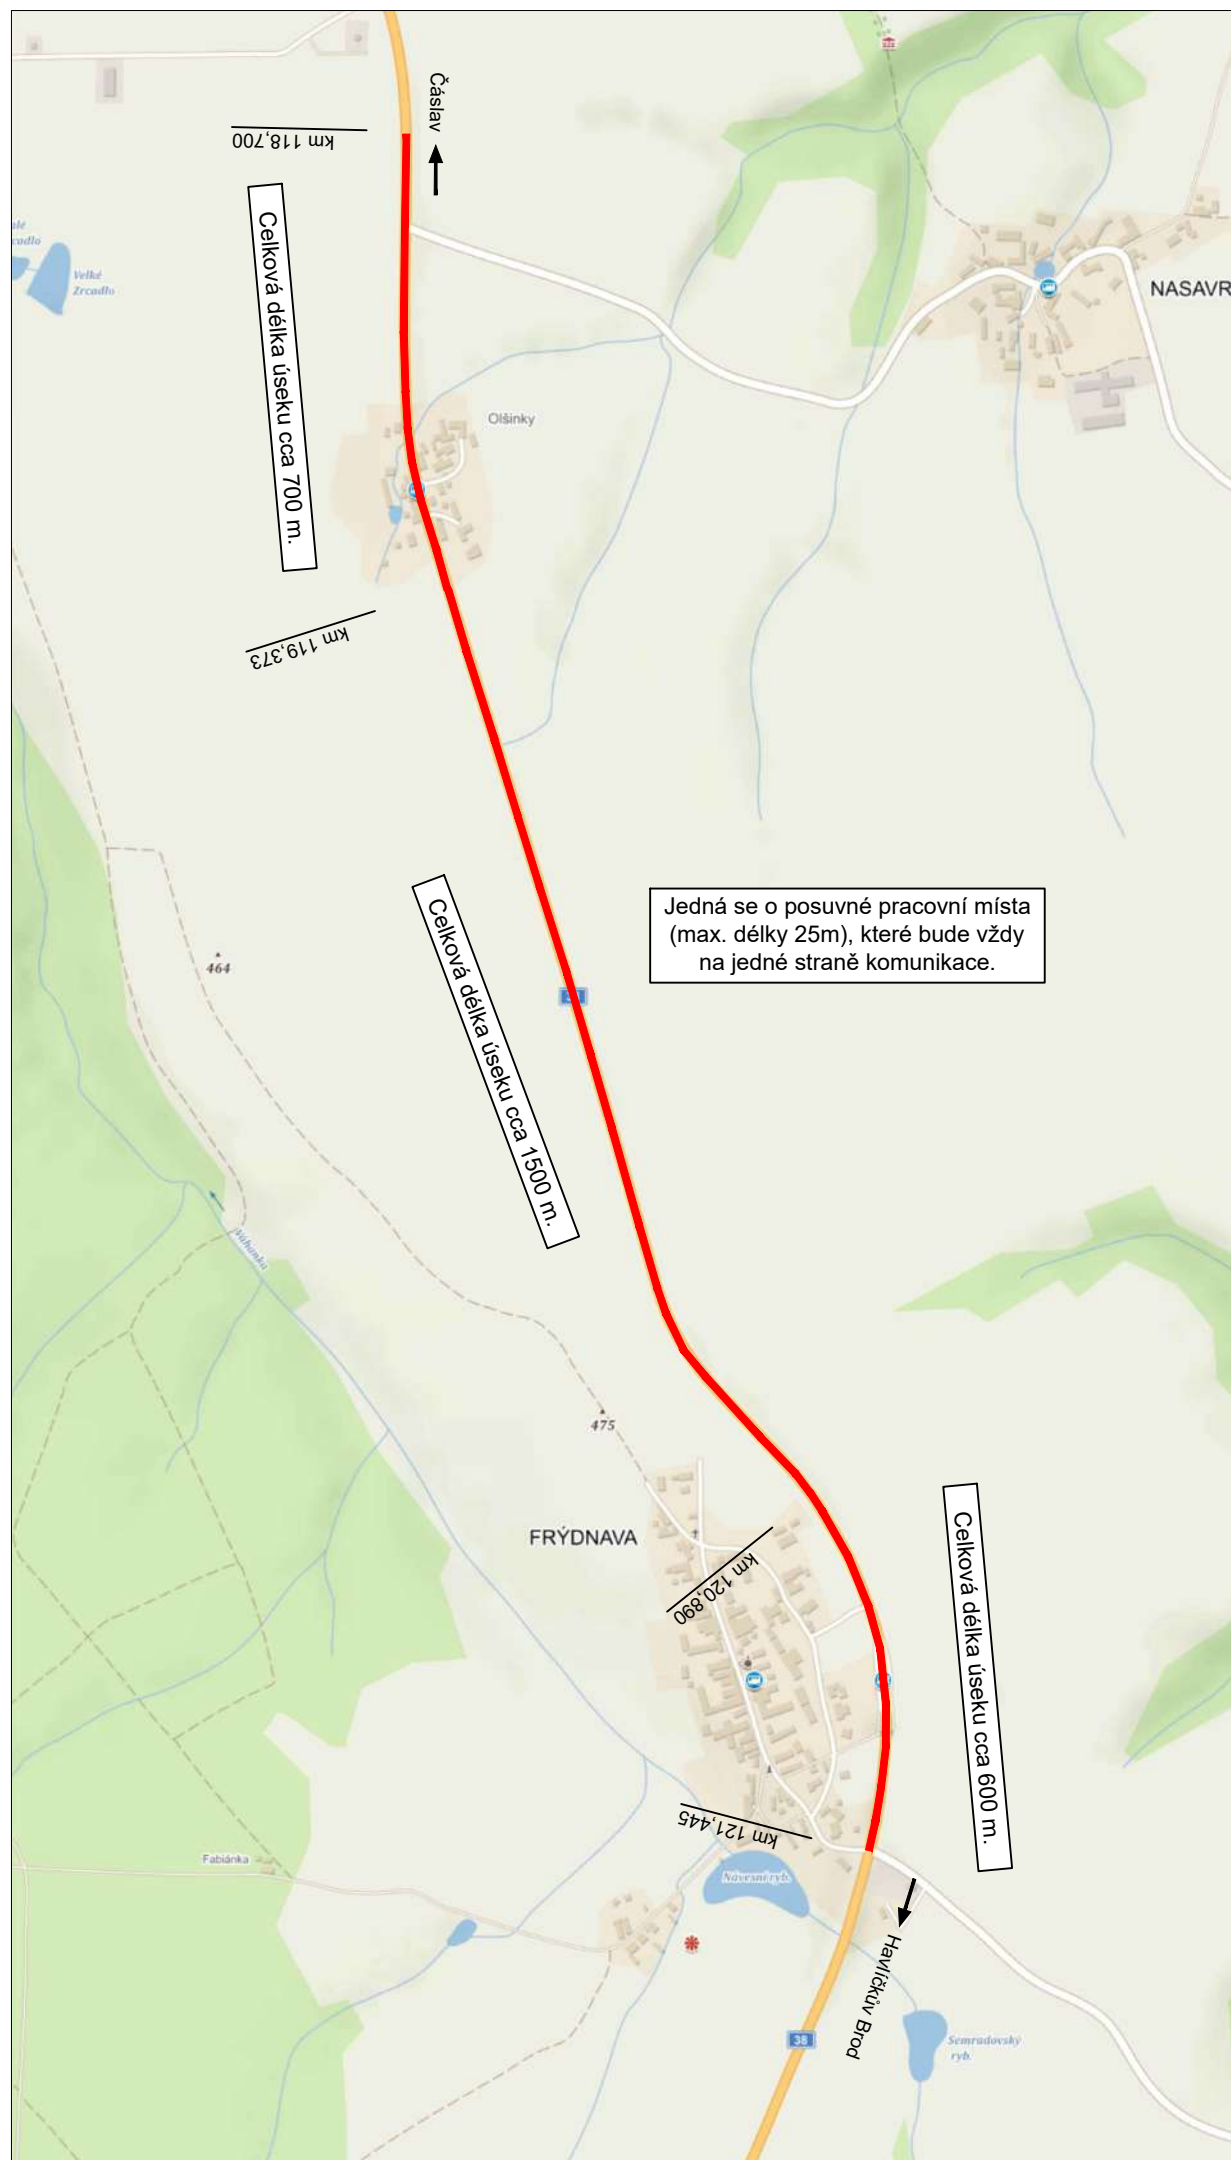 Čáslav
km 118,700
Celková délka úseku cca 700 m.
Velké
Zrcadlo
NASAVR
Olšinky
km 119,373
Jedná se o posuvné pracovní místa
(max. délky 25m), které bude vždy
na jedné straně komunikace.
464
Celková délka úseku cca 1500 m.
Váhanka
475
FRÝDNAVA
km 120,890
Celková délka úseku cca 600 m.
km 121,445
Fabiánka
Návesní ryb.
Havlíčkův Brod
38
Semradovský
ryb.